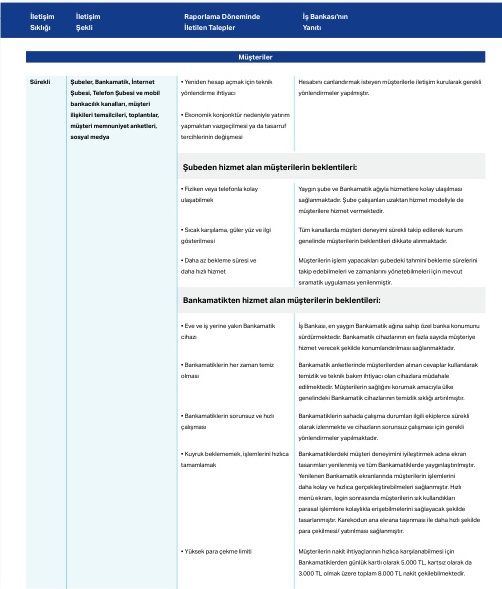 İletişim Sıklığı
İletişim Şekli
Raporlama Döneminde İletilen Talepler
İş Bankası'nın Yanıtı
Müşteriler
Sürekli
Şubeler, Bankamatik, İnternet
Şubesi, Telefon Şubesi ve mobil
bankacılık kanalları, müşteri
ilişkileri temsilcileri, toplantılar,
müşteri memnuniyet anketleri,
sosyal medya
• Yeniden hesap açmak için teknik
yönlendirme ihtiyacı
Hesabını canlandırmak isteyen müşterilerle iletişim kurularak gerekli
yönlendirmeler yapılmıştır.
• Ekonomik konjonktür nedeniyle yatırım
yapmaktan vazgeçilmesi ya da tasarruf
tercihlerinin değişmesi
Şubeden hizmet alan müşterilerin beklentileri:
• Fiziken veya telefonla kolay
ulaşabilmek
Yaygın şube ve Bankamatik ağıyla hizmetlere kolay ulaşılması
sağlanmaktadır. Şube çalışanları uzaktan hizmet modeliyle de
müşterilere hizmet vermektedir.
• Sıcak karşılama, güler yüz ve ilgi
gösterilmesi
Tüm kanallarda müşteri deneyimi sürekli takip edilerek kurum
genelinde müşterilerin beklentileri dikkate alınmaktadır.
• Daha az bekleme süresi ve
daha hızlı hizmet
Müşterilerin işlem yapacakları şubedeki tahmini bekleme sürelerini
takip edebilmeleri ve zamanlarını yönetebilmeleri için mevcut
sıramatik uygulaması yenilenmiştir.
Bankamatikten hizmet alan müşterilerin beklentileri:
• Eve ve iş yerine yakın Bankamatik
cihazı
İş Bankası, en yaygın Bankamatik ağına sahip özel banka konumunu
sürdürmektedir. Bankamatik cihazlarının en fazla sayıda müşteriye
hizmet verecek şekilde konumlandırılması sağlanmaktadır.
• Bankamatiklerin her zaman temiz
olması
Bankamatik anketlerinde müşterilerden alınan cevaplar kullanılarak
temizlik ve teknik bakım ihtiyacı olan cihazlara müdahale
edilmektedir. Müşterilerin sağlığını korumak amacıyla ülke
genelindeki Bankamatik cihazlarının temizlik sıklığı artırılmıştır.
• Bankamatiklerin sorunsuz ve hızlı
çalışması
Bankamatiklerin sahada çalışma durumları ilgili ekiplerce sürekli
olarak izlenmekte ve cihazların sorunsuz çalışması için gerekli
yönlendirmeler yapılmaktadır.
• Kuyruk beklememek, işlemlerini hızlıca
tamamlamak
Bankamatiklerdeki müşteri deneyimini iyileştirmek adına ekran
tasarımları yenilenmiş ve tüm Bankamatiklerde yaygınlaştırılmıştır.
Yenilenen Bankamatik ekranlarında müşterilerin işlemlerini
daha kolay ve hızlıca gerçekleştirebilmeleri sağlanmıştır. Hızlı
menü ekranı, login sonrasında müşterilerin sık kullandıkları
parasal işlemlere kolaylıkla erişebilmelerini sağlayacak şekilde
tasarlanmıştır. Karekodun ana ekrana taşınması ile daha hızlı şekilde
para çekilmesi/ yatırılması sağlanmıştır.
• Yüksek para çekme limiti
Müşterilerin nakit ihtiyaçlarının hızlıca karşılanabilmesi için
Bankamatiklerden günlük kartlı olarak 5.000 TL, kartsız olarak da
3.000 TL olmak üzere toplam 8.000 TL nakit çekilebilmektedir.